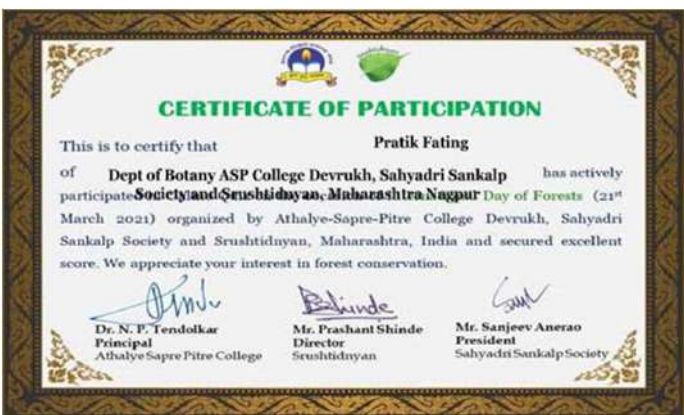 CERTIFICATE OF PARTICIPATION
This is to certify that Pratik Fating
of Dept of Botany ASP College Devrukh, Sahyadri Sankalp has actively
participated Society and Srushtidnyan, Maharashtra Nagpur Day of Forests (21st
March 2021) organized by Athalye-Sapre-Pitre College Devrukh, Sahyadri
Sankalp Society and Srushtidnyan, Maharashtra, India and secured excellent
score. We appreciate your interest in forest conservation.
Dr. N. P. Tendolkar Mr. Prashant Shinde Mr. Sanjeev Anerao
Principal Director President
Athalye Sapre Pitre College Srushtidnyan Sahyadri Sankalp Society